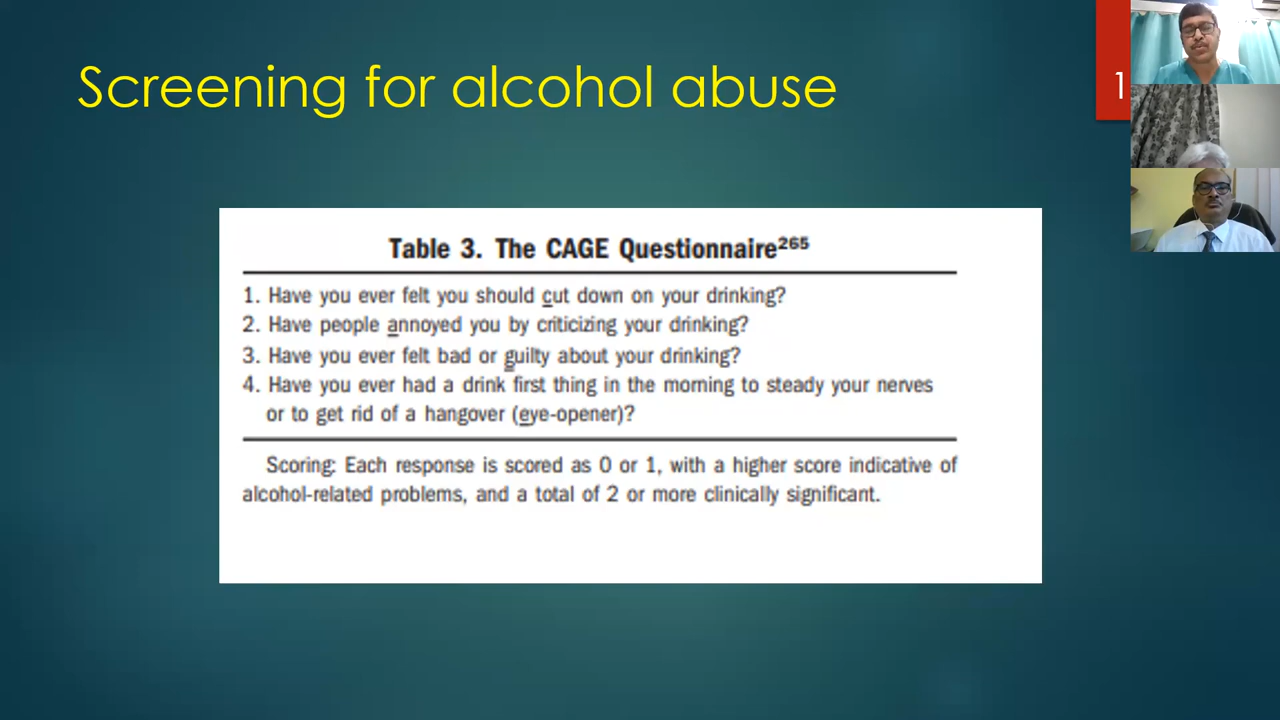 Screening for alcohol abuse
1
Table 3. The CAGE Questionnaire265
1. Have you ever felt you should cut down on your drinking?
2. Have people annoyed you by criticizing your drinking?
3. Have you ever felt bad or guilty about your drinking?
4. Have you ever had a drink first thing in the morning to steady your nerves
or to get rid of a hangover (eye-opener)?
Scoring: Each response is scored as 0 or 1, with a higher score indicative of
alcohol-related problems, and a total of 2 or more clinically significant.